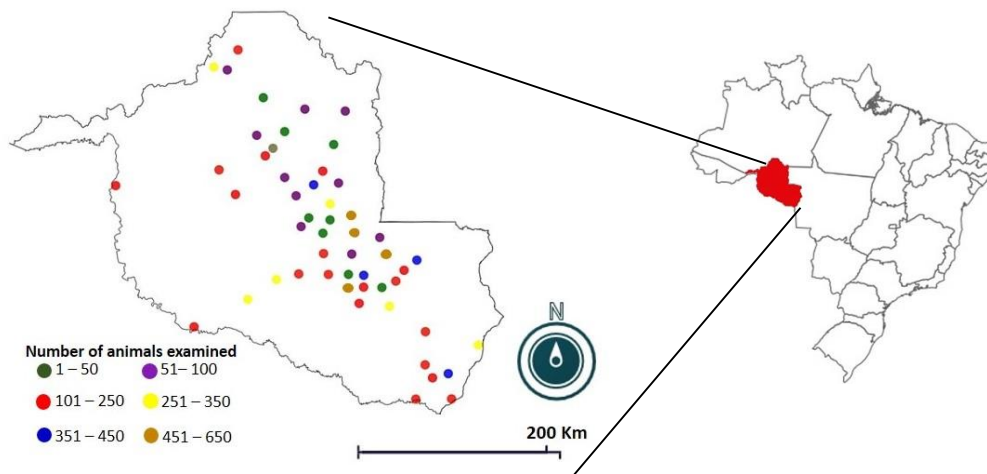 N
Number of animals examined
1 – 50
51– 100
101 – 250
251 – 350
351 – 450
451 – 650
200 Km